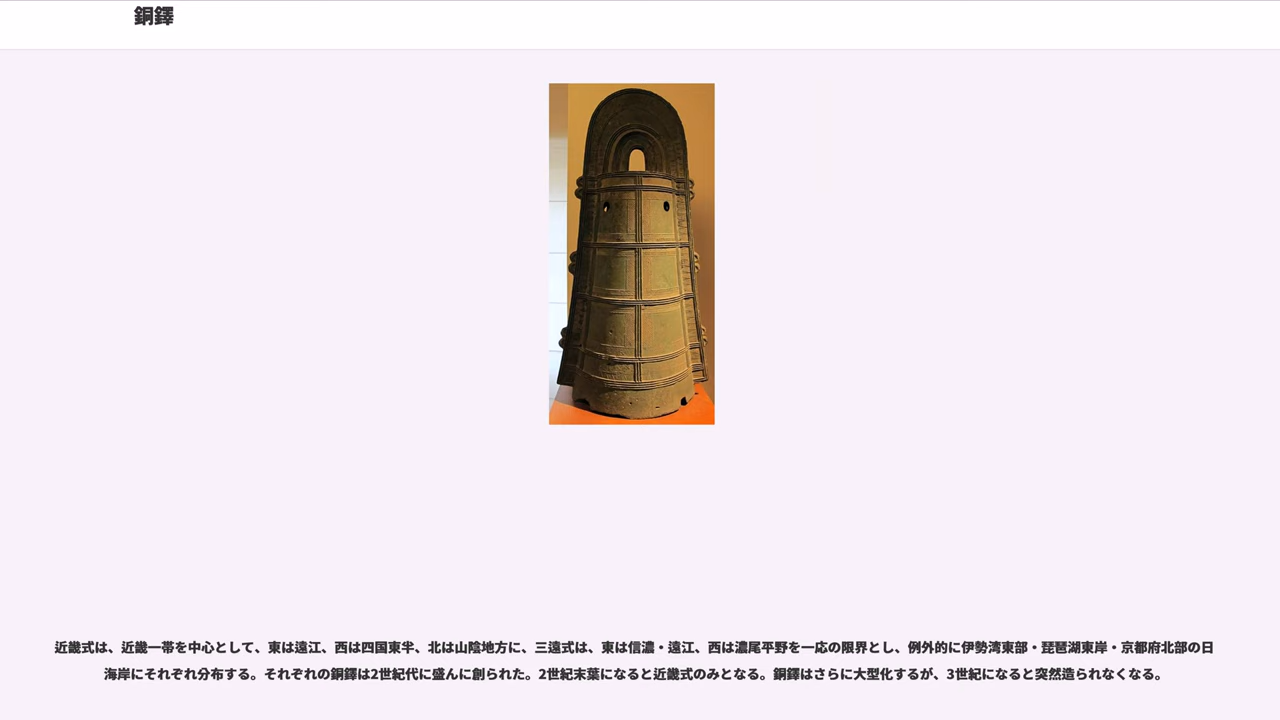 銅鐸
近畿式は、近畿一帯を中心として、東は遠江、西は四国東半、北は山陰地方に、三遠式は、東は信濃・遠江、西は濃尾平野を一応の限界とし、例外的に伊勢湾東部・琵琶湖東岸・京都府北部の日
海岸にそれぞれ分布する。それぞれの銅鐸は2世紀代に盛んに創られた。2世紀末葉になると近畿式のみとなる。銅鐸はさらに大型化するが、3世紀になると突然造られなくなる。